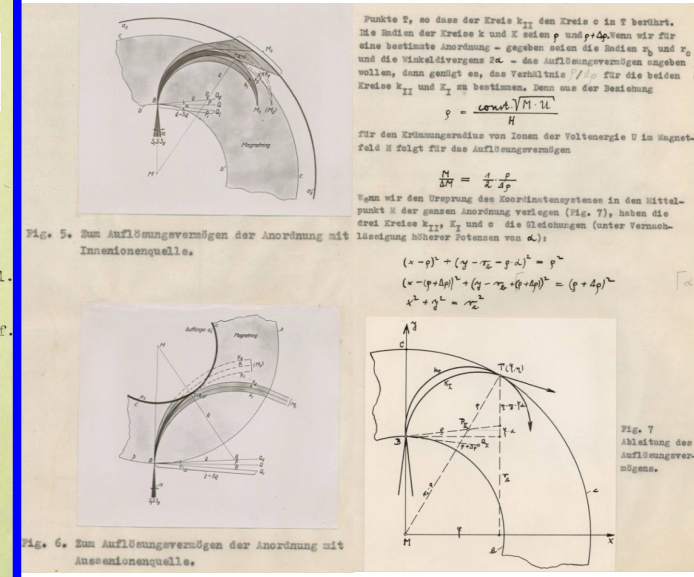 Fig. 5. Zum Auflösungsvermögen der Anordnung mit
Innenionenquelle.
Magnetring
Fig. 6. Zum Auflösungsvermögen der Anordnung mit
Aussenionenquelle.
Auffänger
Magnetring
Punkte T, so dass der Kreis k_II den Kreis c in T berührt.
Die Radien der Kreise k und K seien ρ und ρ+Δρ. Wenn wir für
eine bestimmte Anordnung - gegeben seien die Radien r_b und r_c
und die Winkeldivergenz 2α - das Auflösungsvermögen angeben
wollen, dann genügt es, das Verhältnis ρ/Δρ für die beiden
Kreise k_II und K_I zu bestimmen. Denn aus der Beziehung
ρ = const.√M·U / H
für den Krümmungsradius von Ionen der Voltenergie U im Magnet-
feld H folgt für das Auflösungsvermögen
M/ΔM = 1/2 · ρ/Δρ
Wenn wir den Ursprung des Koordinatensystemes in den Mittel-
punkt M der ganzen Anordnung verlegen (Fig. 7), haben die
drei Kreise k_II, K_I und c die Gleichungen (unter Vernach-
lässigung höherer Potenzen von α):
(x-ρ)² + (y-r_b-ρ·α)² = ρ²
(x-(ρ+Δρ))² + (y-r_b+(ρ+Δρ))² = (ρ+Δρ)²
x² + y² = r_c²
y
C
T(ξ,η)
B
M
x
Fig. 7
Ableitung des
Auflösungsver-
mögens.